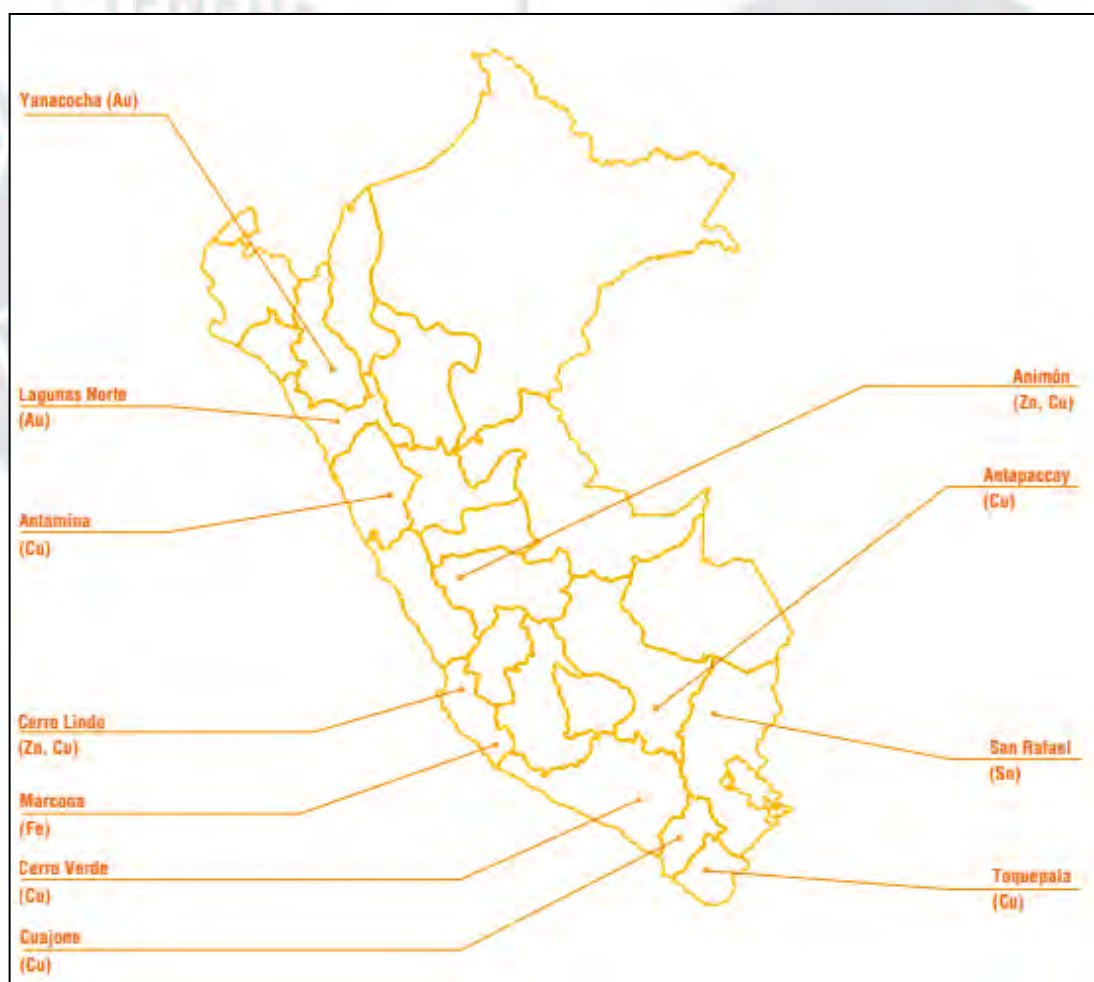 Yanacocha (Au)
Lagunas Norte
(Au)
Antamina
(Cu)
Cerro Lindo
(Zn, Cu)
Marcona
(Fe)
Cerro Verde
(Cu)
Cuajone
(Cu)
Animón
(Zn, Cu)
Antapaccay
(Cu)
San Rafael
(Sn)
Toquepala
(Cu)